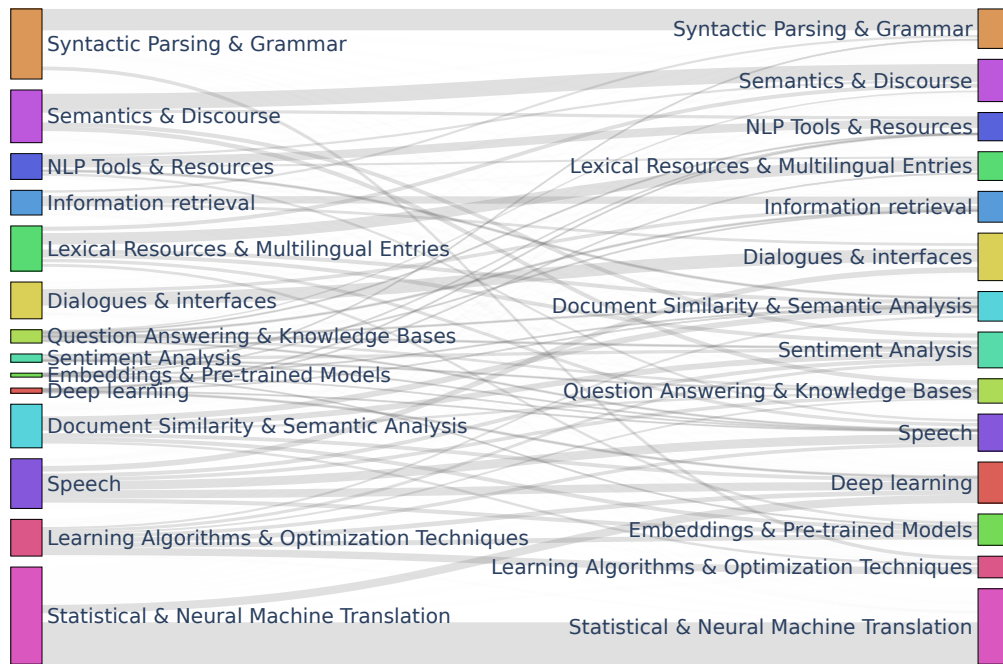 Syntactic Parsing & Grammar
Semantics & Discourse
NLP Tools & Resources
Information retrieval
Lexical Resources & Multilingual Entries
Dialogues & interfaces
Question Answering & Knowledge Bases
Sentiment Analysis
Embeddings & Pre-trained Models
Deep learning
Document Similarity & Semantic Analysis
Speech
Learning Algorithms & Optimization Techniques
Statistical & Neural Machine Translation
Syntactic Parsing & Grammar
Semantics & Discourse
NLP Tools & Resources
Lexical Resources & Multilingual Entries
Information retrieval
Dialogues & interfaces
Document Similarity & Semantic Analysis
Sentiment Analysis
Question Answering & Knowledge Bases
Speech
Deep learning
Embeddings & Pre-trained Models
Learning Algorithms & Optimization Techniques
Statistical & Neural Machine Translation